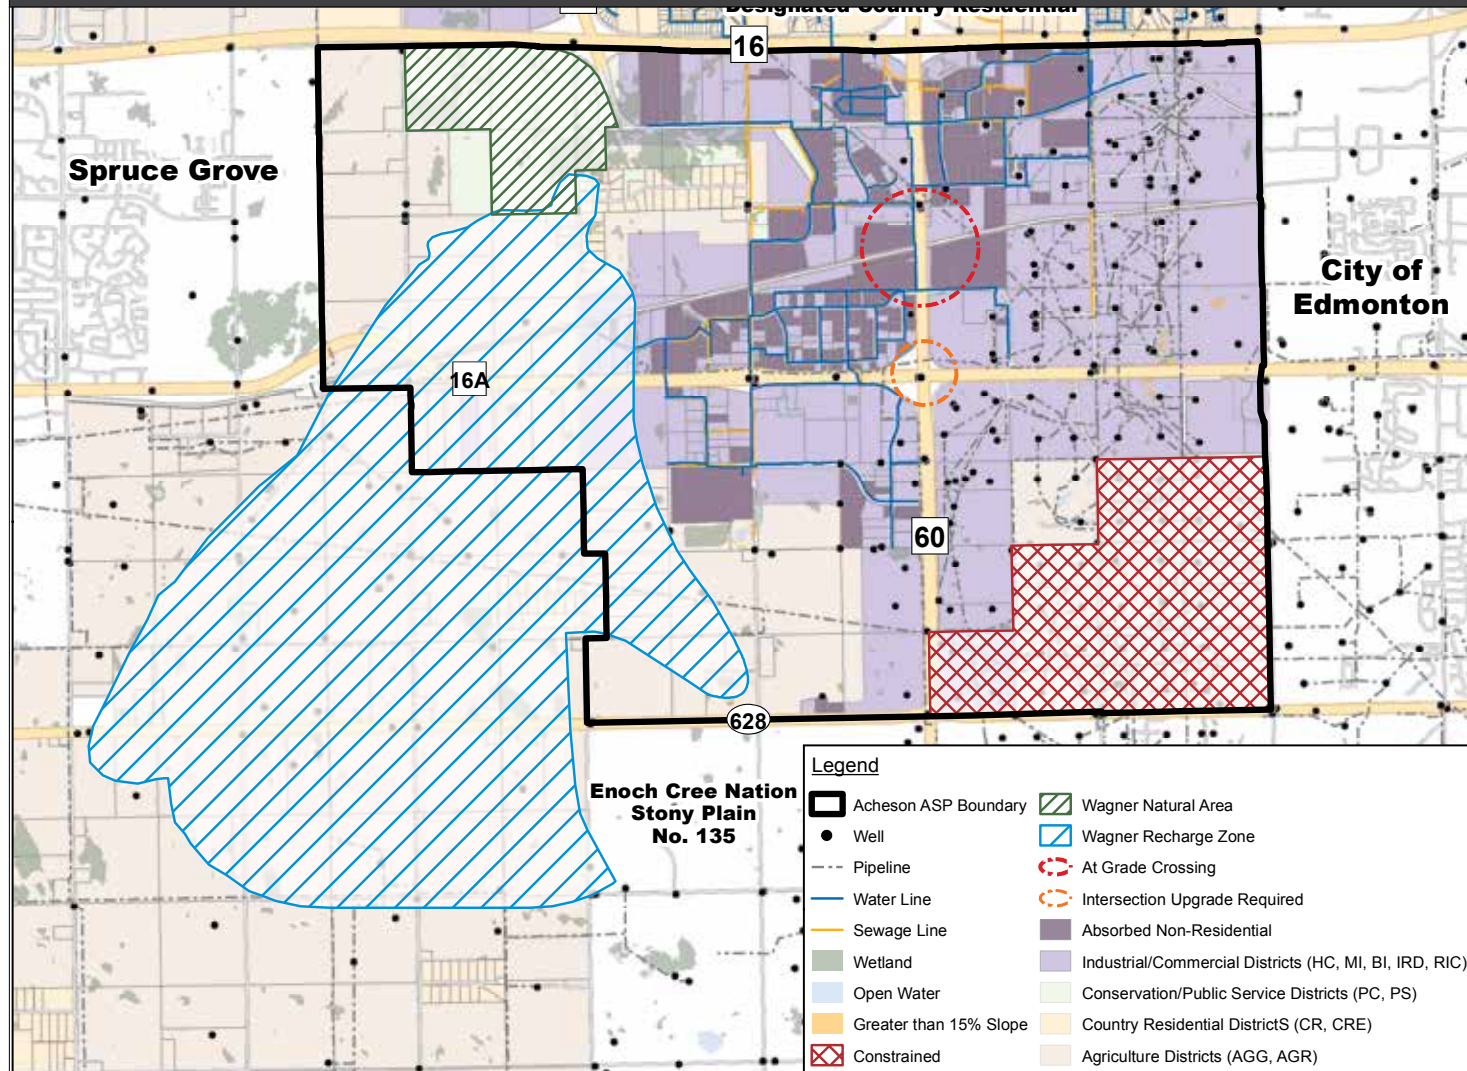 Designated Country Residential
16
Spruce Grove
City of
Edmonton
16A
60
628
Enoch Cree Nation
Stony Plain
No. 135
Legend
Acheson ASP Boundary
Well
Pipeline
Water Line
Sewage Line
Wetland
Open Water
Greater than 15% Slope
Constrained
Wagner Natural Area
Wagner Recharge Zone
At Grade Crossing
Intersection Upgrade Required
Absorbed Non-Residential
Industrial/Commercial Districts (HC, MI, BI, IRD, RIC)
Conservation/Public Service Districts (PC, PS)
Country Residential DistrictS (CR, CRE)
Agriculture Districts (AGG, AGR)